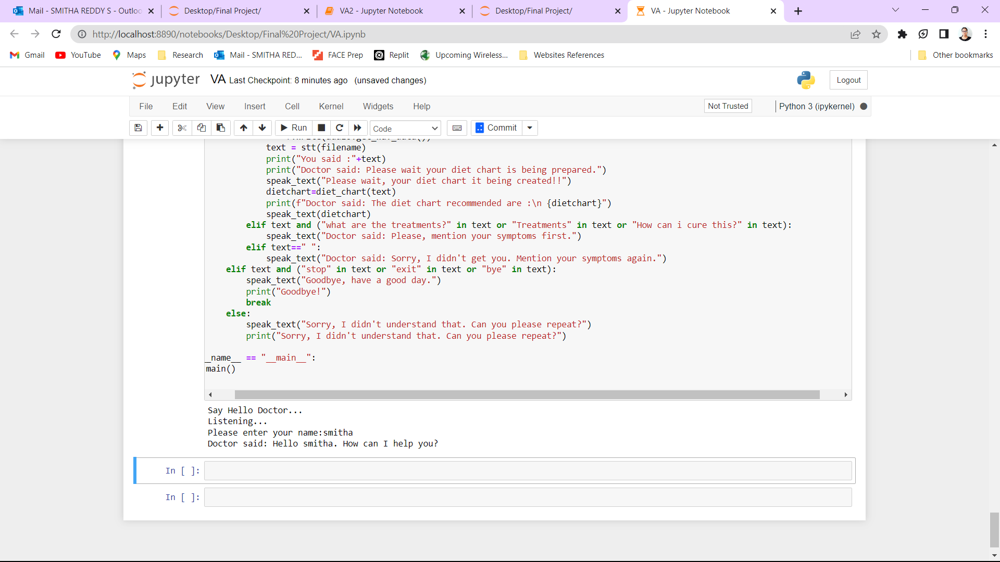 Mail - SMITHA REDDY S - Outloo
Desktop/Final Project/
VA2 - Jupyter Notebook
Desktop/Final Project/
VA - Jupyter Notebook
http://localhost:8890/notebooks/Desktop/Final%20Project/VA.ipynb
Gmail
YouTube
Maps
Research
Mail - SMITHA RED...
FACE Prep
Replit
Upcoming Wireless...
Websites References
Other bookmarks
jupyter VA Last Checkpoint: 8 minutes ago (unsaved changes)
Logout
File Edit View Insert Cell Kernel Widgets Help
Not Trusted
Python 3 (ipykernel)
Run
Code
Commit
text = stt(filename)
print("You said :"+text)
print("Doctor said: Please wait your diet chart is being prepared.")
speak_text("Please wait, your diet chart it being created!!")
dietchart=diet_chart(text)
print(f"Doctor said: The diet chart recommended are :\n {dietchart}")
speak_text(dietchart)
elif text and ("what are the treatments?" in text or "Treatments" in text or "How can i cure this?" in text):
speak_text("Doctor said: Please, mention your symptoms first.")
elif text==" ":
speak_text("Doctor said: Sorry, I didn't get you. Mention your symptoms again.")
elif text and ("stop" in text or "exit" in text or "bye" in text):
speak_text("Goodbye, have a good day.")
print("Goodbye!")
break
else:
speak_text("Sorry, I didn't understand that. Can you please repeat?")
print("Sorry, I didn't understand that. Can you please repeat?")
_name__ == "__main__":
main()
Say Hello Doctor...
Listening...
Please enter your name:smitha
Doctor said: Hello smitha. How can I help you?
In [ ]:
In [ ]: